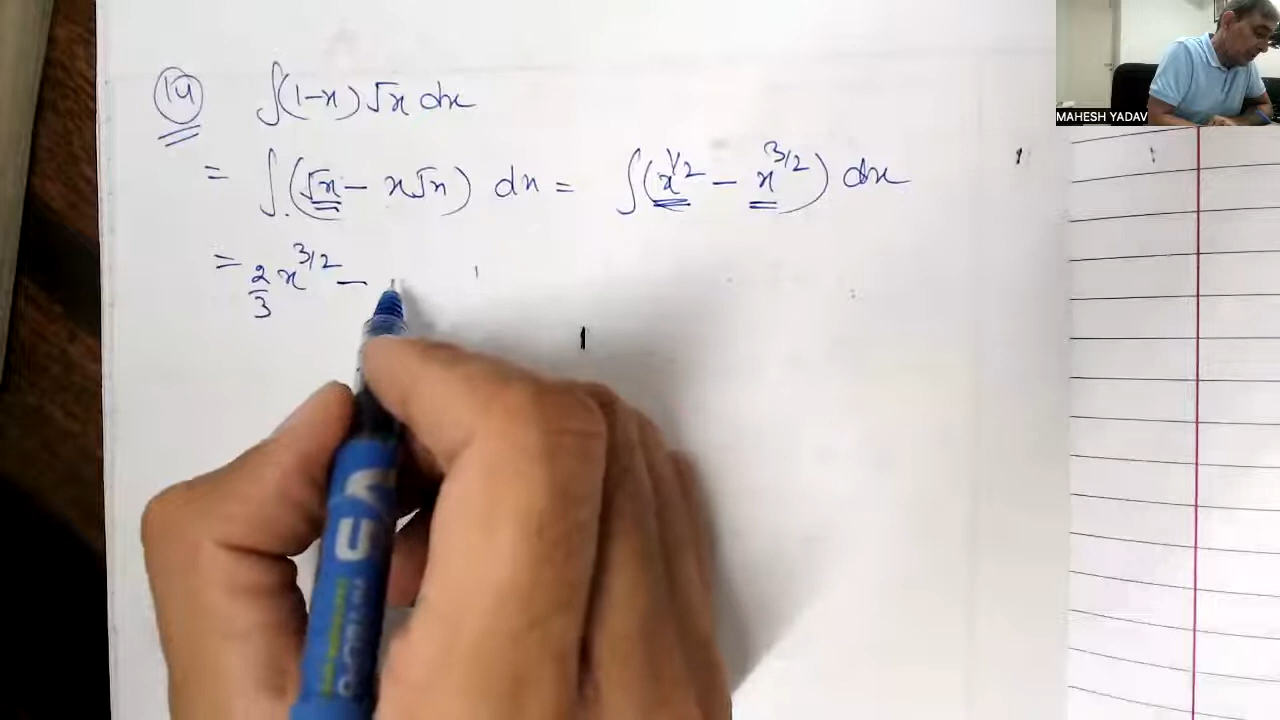 14 ∫(1-x)√x dx
= ∫(√x - x√x) dx = ∫(x^1/2 - x^3/2) dx
= 2/3 x^3/2 -
MAHESH YADAV